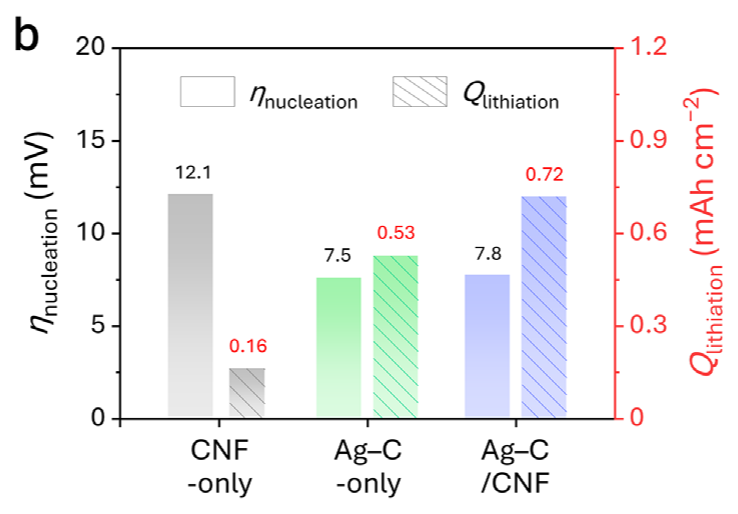 b
20
15
10
5
0
ηnucleation (mV)
ηnucleation
Qlithiation
12.1
0.16
7.5
0.53
7.8
0.72
1.2
0.9
0.6
0.3
0
Qlithiation (mAh cm⁻²)
CNF
-only
Ag–C
-only
Ag–C
/CNF